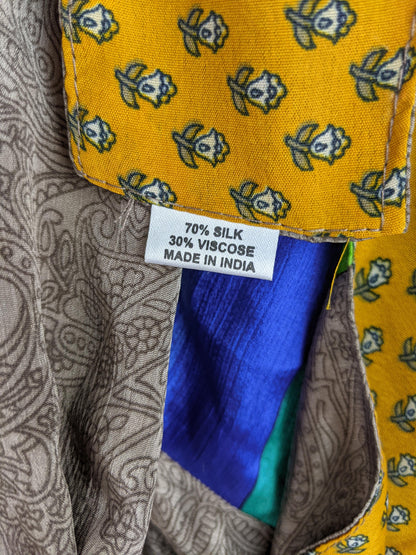 70% SILK
30% VISCOSE
MADE IN INDIA